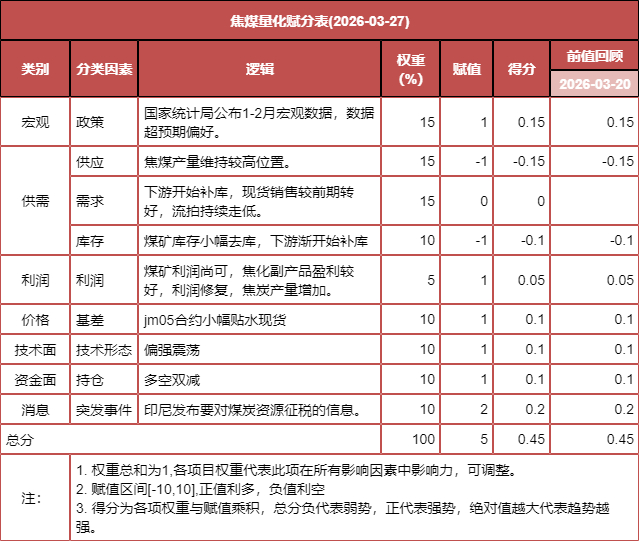 焦煤量化赋分表(2026-03-27)
类别 分类因素 逻辑 权重(%) 赋值 得分 前值回顾
2026-03-20
宏观 政策 国家统计局公布1-2月宏观数据，数据
超预期偏好。 15 1 0.15 0.15
供需 供应 焦煤产量维持较高位置。 15 -1 -0.15 -0.15
需求 下游开始补库，现货销售较前期转
好，流拍持续走低。 15 0 0
库存 煤矿库存小幅去库，下游渐开始补库 10 -1 -0.1 -0.1
利润 利润 煤矿利润尚可，焦化副产品盈利较
好，利润修复，焦炭产量增加。 5 1 0.05 0.05
价格 基差 jm05合约小幅贴水现货 10 1 0.1 0.1
技术面 技术形态 偏强震荡 10 1 0.1 0.1
资金面 持仓 多空双减 10 1 0.1 0.1
消息 突发事件 印尼发布要对煤炭资源征税的信息。 10 2 0.2 0.2
总分 100 5 0.45 0.45
注：
1. 权重总和为1,各项目权重代表此项在所有影响因素中影响力，可调整。
2. 赋值区间[-10,10],正值利多，负值利空
3. 得分为各项权重与赋值乘积，总分负代表弱势，正代表强势，绝对值越大代表趋势越
强。